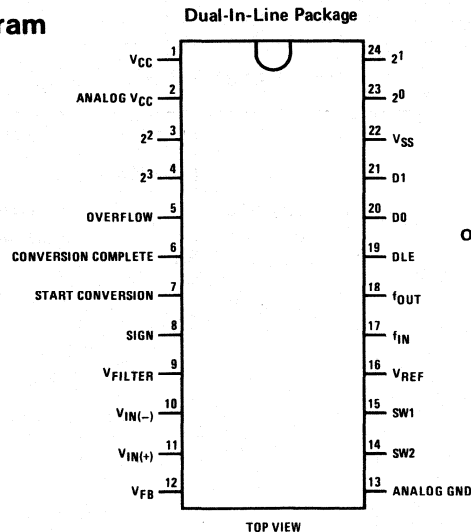 ram
Dual-In-Line Package
VCC 1
ANALOG VCC 2
2² 3
2³ 4
OVERFLOW 5
CONVERSION COMPLETE 6
START CONVERSION 7
SIGN 8
VFILTER 9
VIN(−) 10
VIN(+) 11
VFB 12
24 2¹
23 2⁰
22 VSS
21 D1
20 D0
19 DLE
18 fOUT
17 fIN
16 VREF
15 SW1
14 SW2
13 ANALOG GND
O
TOP VIEW